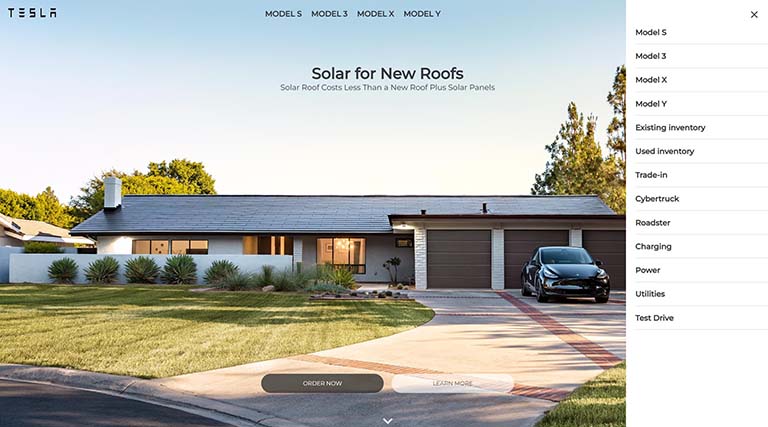 TESLA
MODEL S MODEL 3 MODEL X MODEL Y
Solar for New Roofs
Solar Roof Costs Less Than a New Roof Plus Solar Panels
ORDER NOW
LEARN MORE
Model S
Model 3
Model X
Model Y
Existing inventory
Used inventory
Trade-in
Cybertruck
Roadster
Charging
Power
Utilities
Test Drive